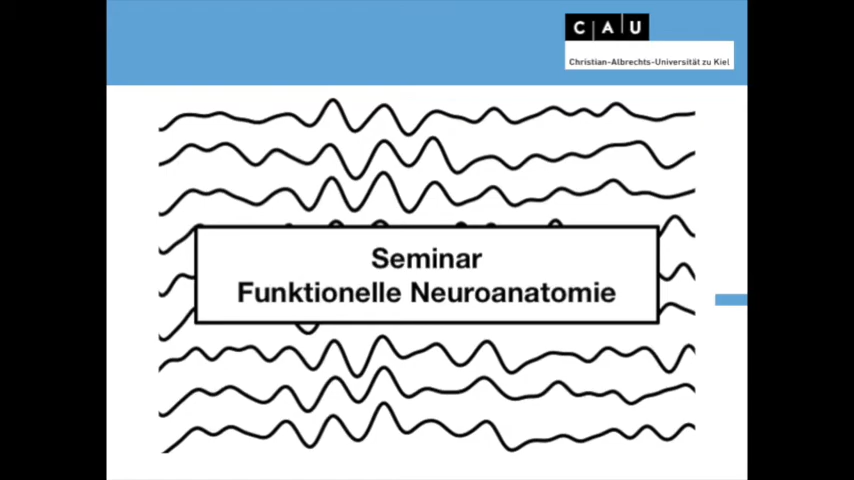 CAU
Christian-Albrechts-Universität zu Kiel
Seminar
Funktionelle Neuroanatomie